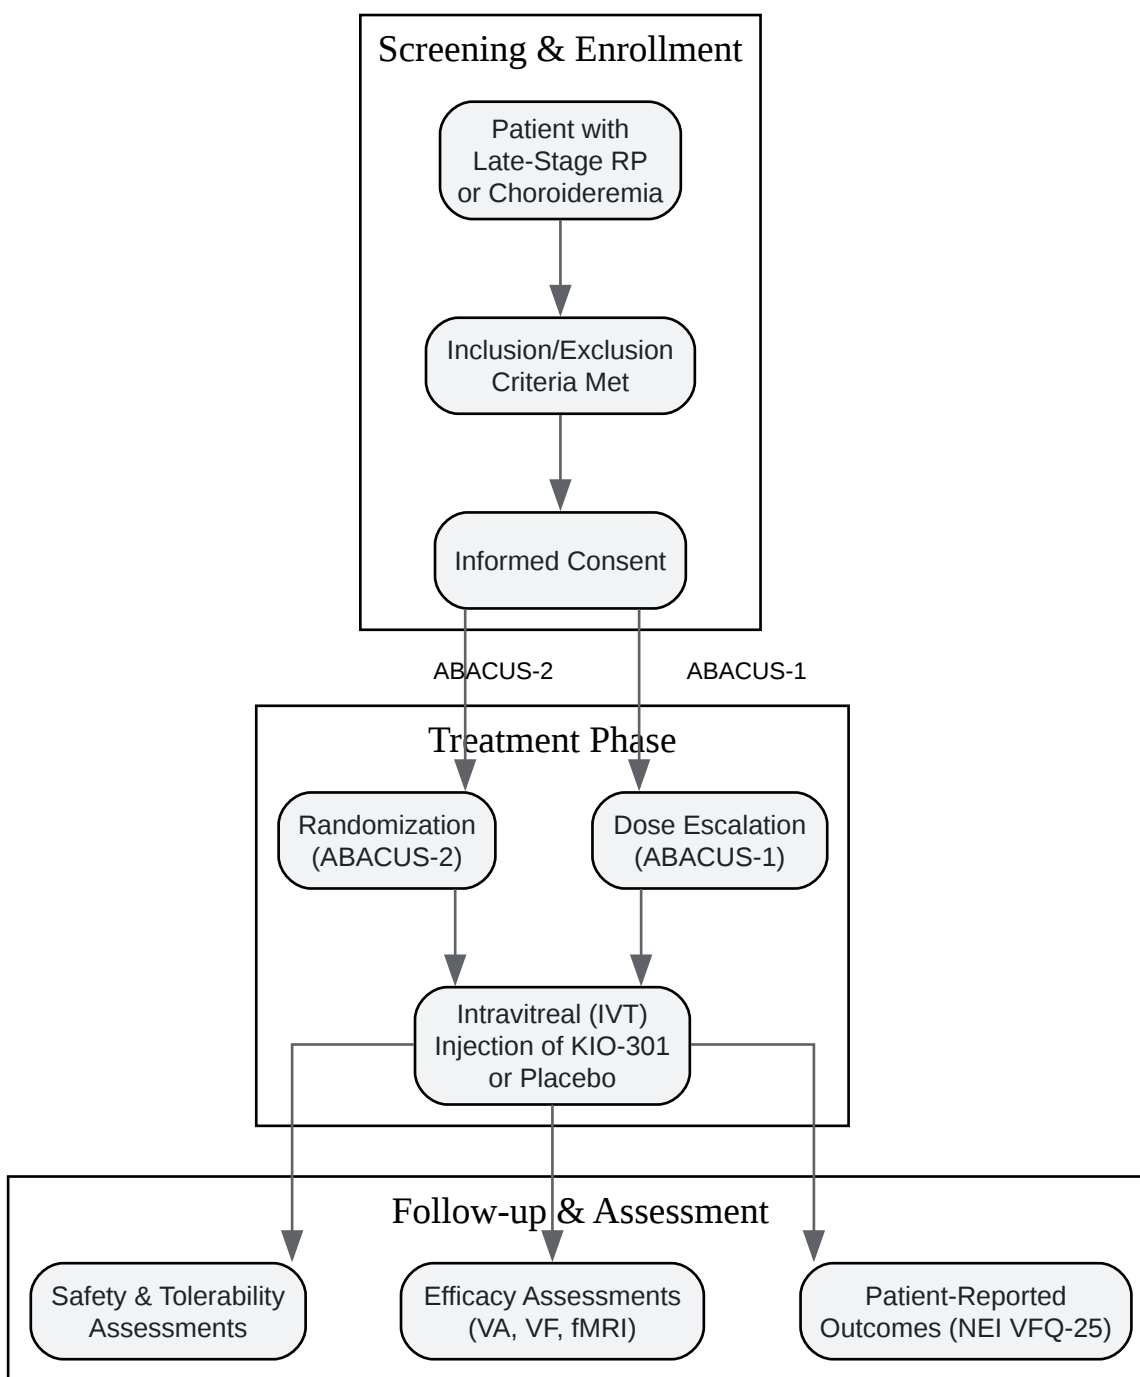 Screening & Enrollment
Patient with
Late-Stage RP
or Choroideremia
Inclusion/Exclusion
Criteria Met
Informed Consent
ABACUS-2
ABACUS-1
Treatment Phase
Randomization
(ABACUS-2)
Dose Escalation
(ABACUS-1)
Intravitreal (IVT)
Injection of KIO-301
or Placebo
Follow-up & Assessment
Safety & Tolerability
Assessments
Efficacy Assessments
(VA, VF, fMRI)
Patient-Reported
Outcomes (NEI VFQ-25)